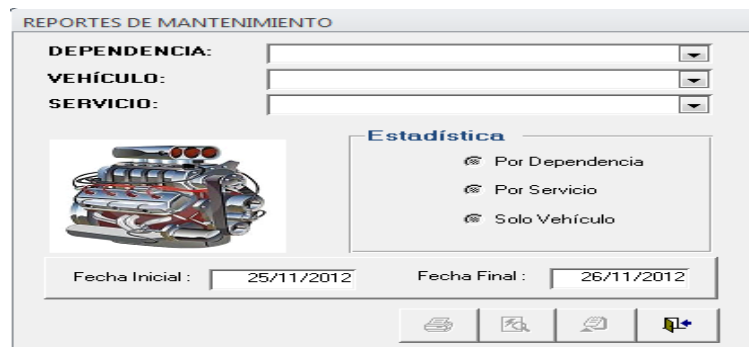 REPORTES DE MANTENIMIENTO
DEPENDENCIA:
VEHÍCULO:
SERVICIO:
Estadística
Por Dependencia
Por Servicio
Solo Vehículo
Fecha Inicial : 25/11/2012 Fecha Final : 26/11/2012